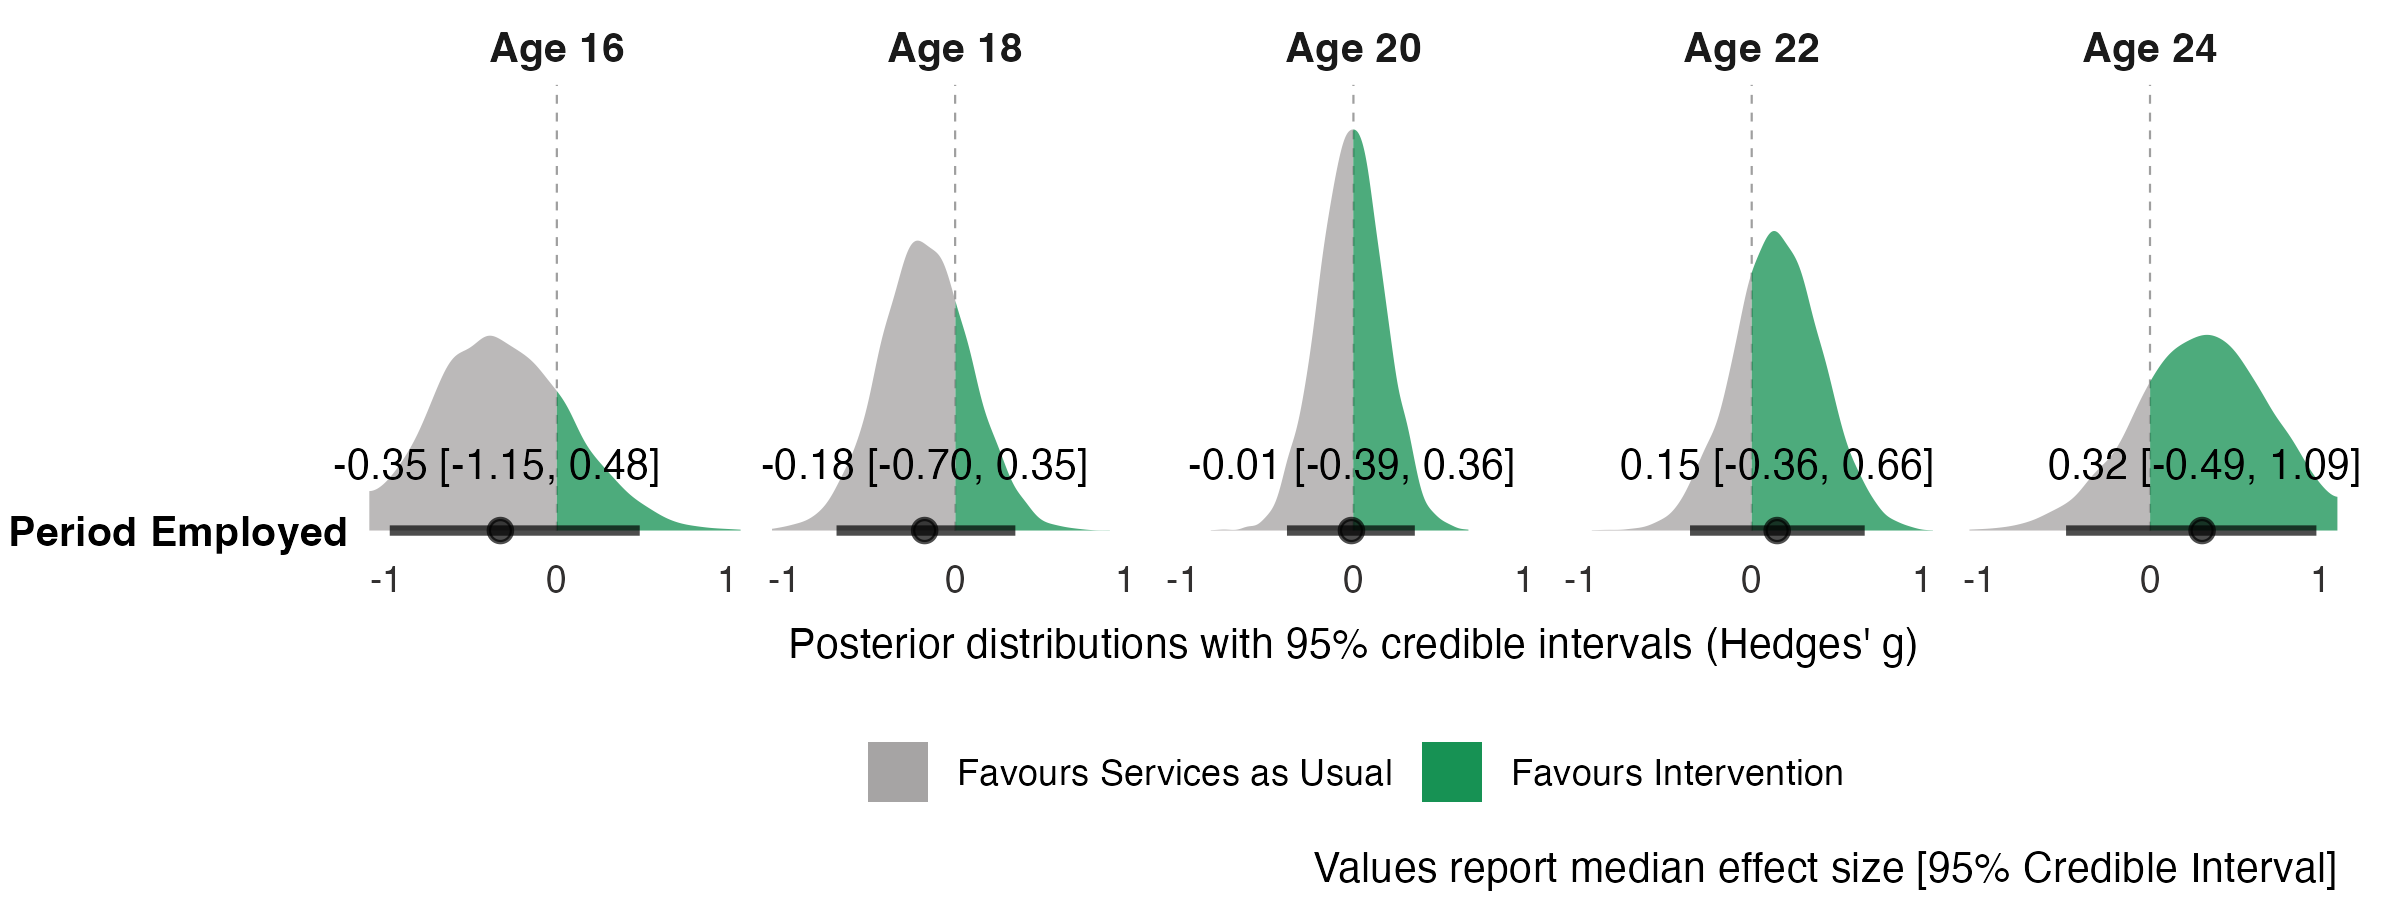 Age 16 Age 18 Age 20 Age 22 Age 24
-0.35 [-1.15, 0.48] -0.18 [-0.70, 0.35] -0.01 [-0.39, 0.36] 0.15 [-0.36, 0.66] 0.32 [-0.49, 1.09]
Period Employed
-1 0 1 -1 0 1 -1 0 1 -1 0 1 -1 0 1
Posterior distributions with 95% credible intervals (Hedges' g)
Favours Services as Usual Favours Intervention
Values report median effect size [95% Credible Interval]